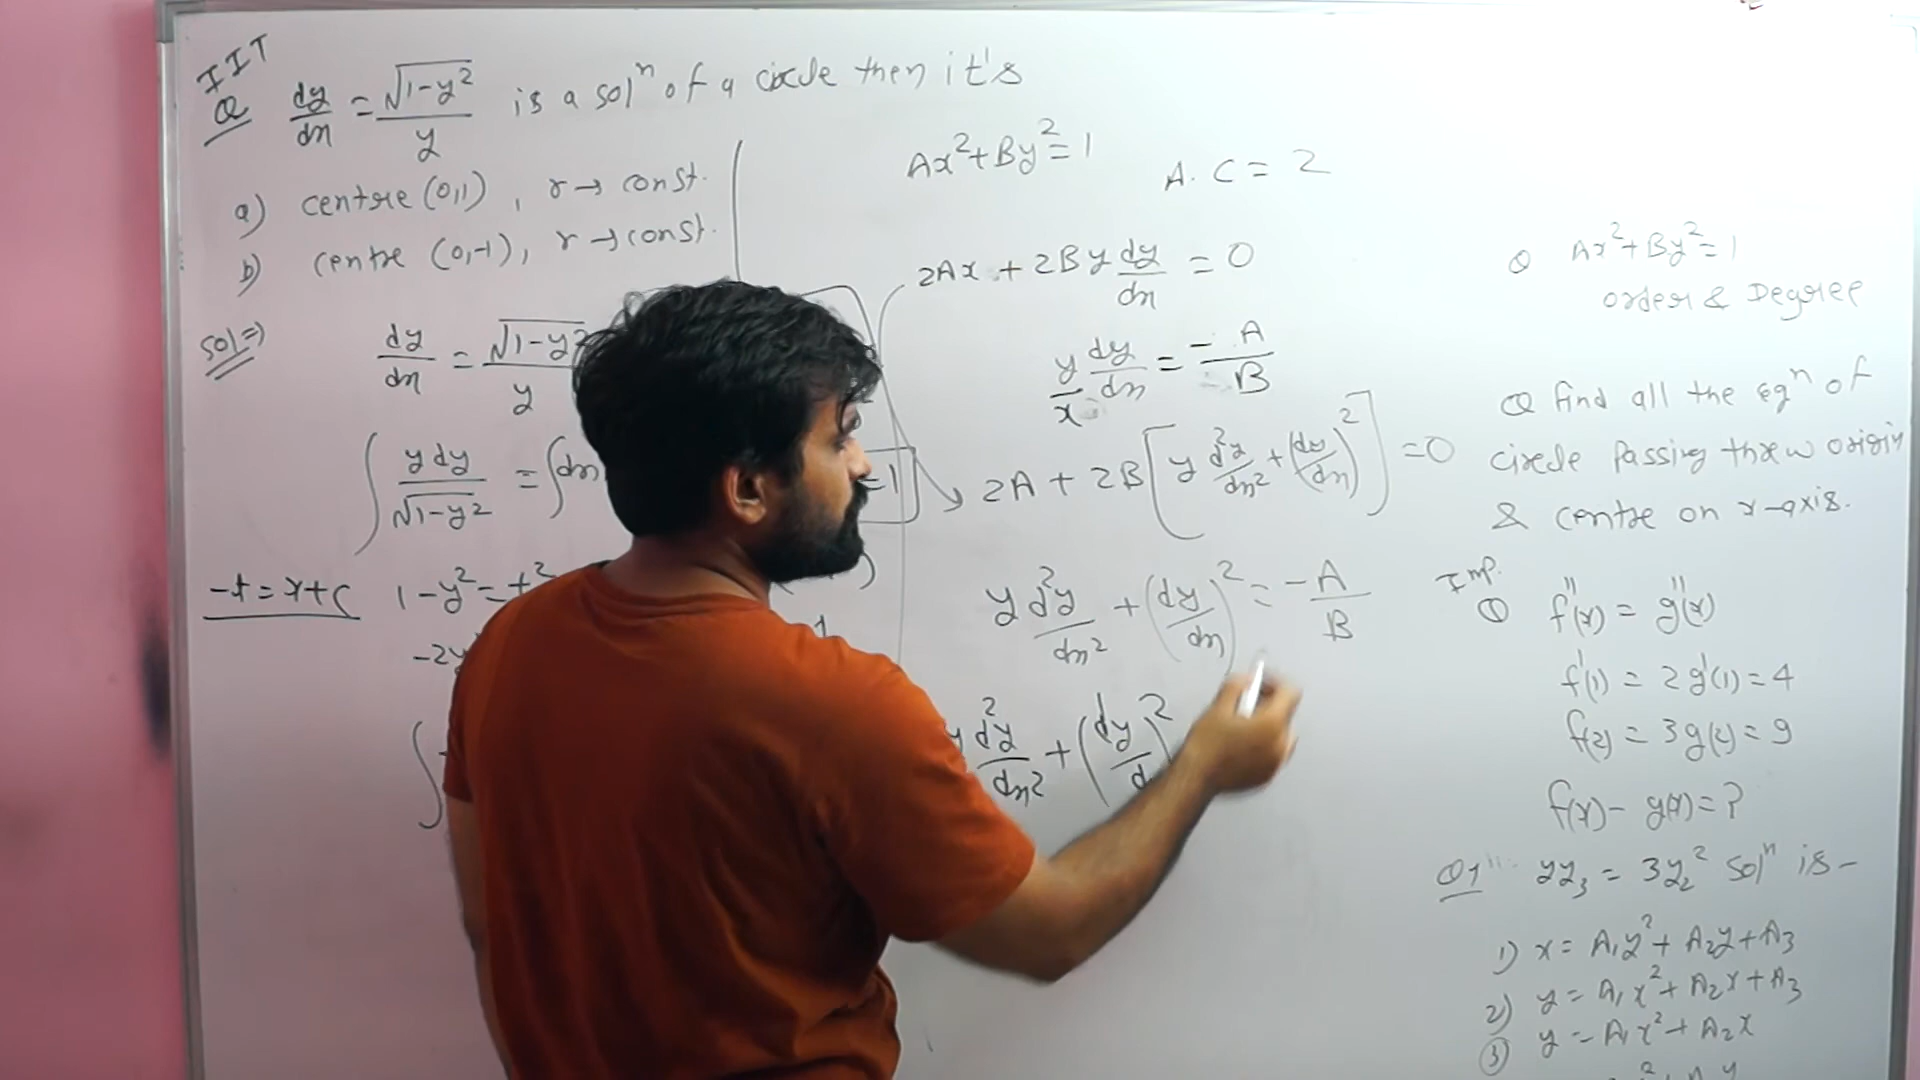 IIT
Q dy/dx = √1-y² / y is a solⁿ of a circle then it's
a) centre (0,1), r → const.
b) centre (0,-1), r → const.
sol ⇒ dy/dx = √1-y² / y
∫ y dy / √1-y² = ∫dx
-t = x+c
1-y² = t²
-2y
∫
=1
Ax²+By²=1
A. C = 2
2Ax + 2By dy/dx = 0
y/x dy/dx = -A/B
2A + 2B[y d²y/dx² + (dy/dx)²] = 0
y d²y/dx² + (dy/dx)² = -A/B
y d²y/dx² + (dy/d )²
Q Ax²+By²=1
order & Degree
Q find all the eqⁿ of
circle passing threw origin
& centre on x-axis.
Imp.
Q f''(x) = g''(x)
f'(1) = 2g'(1) = 4
f(2) = 3g(2) = 9
f(x) - g(x) = ?
Q1 yy₃ = 3y₂² solⁿ is -
1) x = A₁y² + A₂y + A₃
2) y = A₁x² + A₂x + A₃
3) y = A₁x² + A₂x